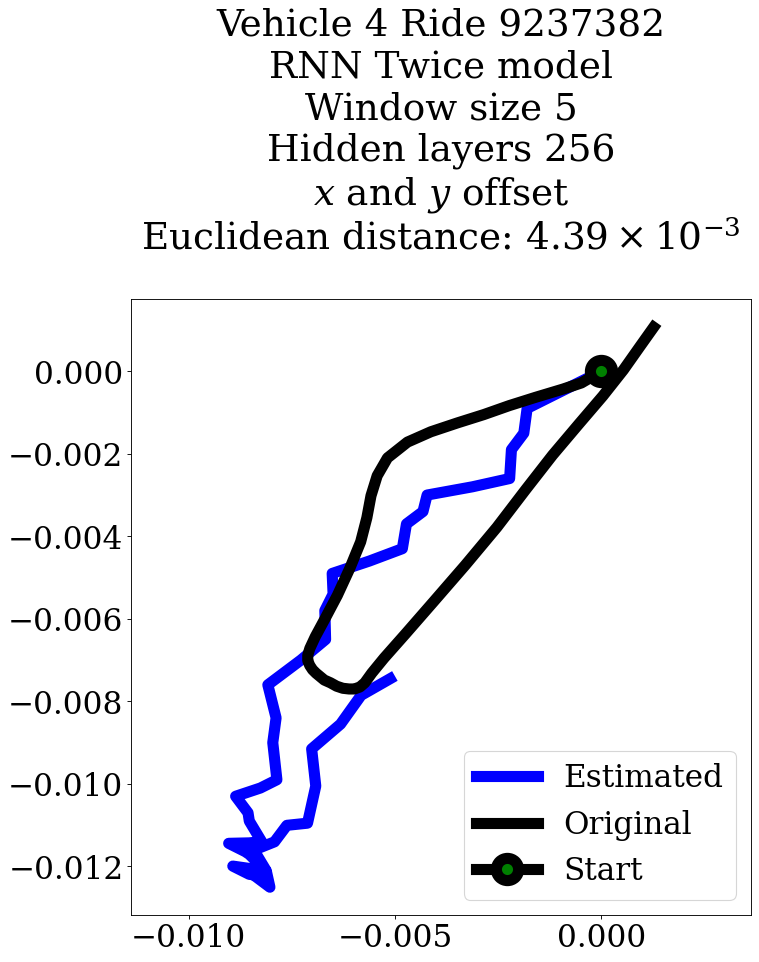 Vehicle 4 Ride 9237382
RNN Twice model
Window size 5
Hidden layers 256
x and y offset
Euclidean distance: 4.39 × 10⁻³
0.000
−0.002
−0.004
−0.006
−0.008
−0.010
−0.012
Estimated
Original
Start
−0.010
−0.005
0.000